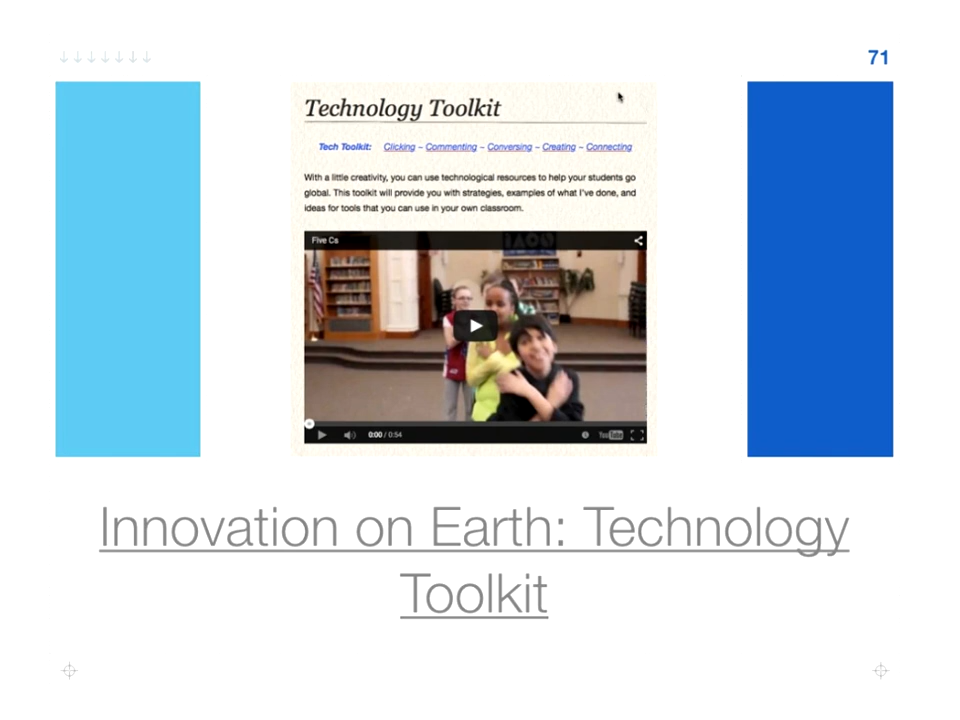 71
Technology Toolkit
Tech Toolkit: Clicking ~ Commenting ~ Conversing ~ Creating ~ Connecting
With a little creativity, you can use technological resources to help your students go
global. This toolkit will provide you with strategies, examples of what I've done, and
ideas for tools that you can use in your own classroom.
Five Cs
0:00 / 0:54
YouTube
Innovation on Earth: Technology
Toolkit